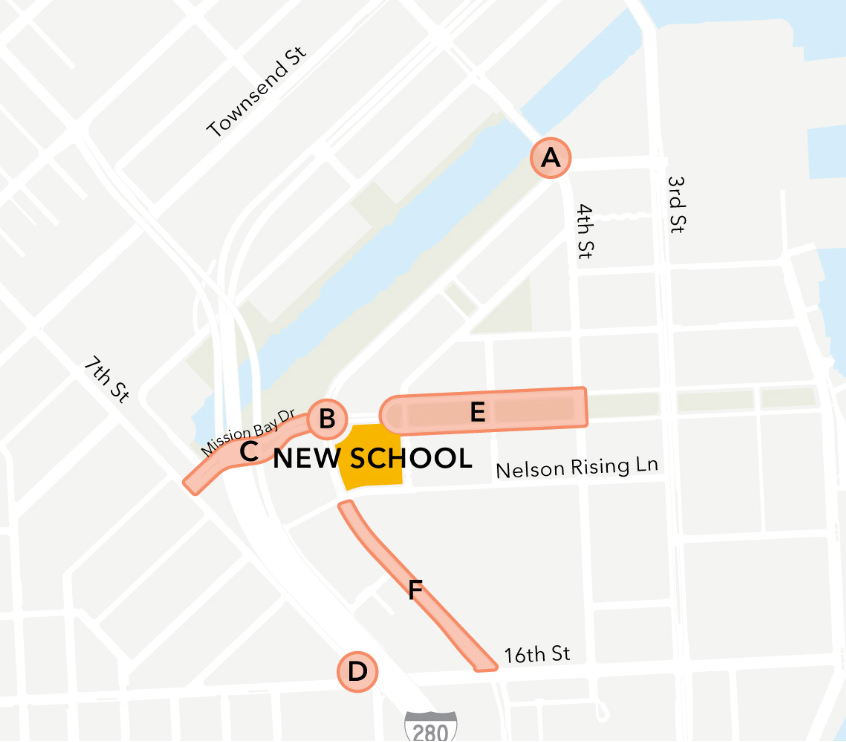 Townsend St
A
3rd St
4th St
7th St
Mission Bay Dr
B
E
C
NEW SCHOOL
Nelson Rising Ln
F
16th St
D
280